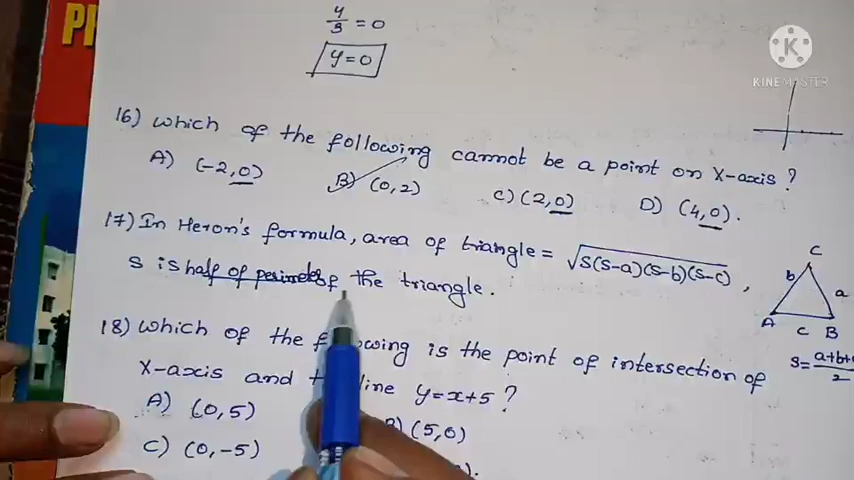 PH
y/3 = 0
y=0
KINEMASTER
16) which of the following cannot be a point on X-axis?
A) (-2,0) B) (0,2) C) (2,0) D) (4,0).
17) In Heron's formula, area of triangle = √S(S-a)(S-b)(S-c) ,
S is half of perimeter of the triangle.
C
b a
A c B
18) which of the following is the point of intersection of
S= a+b+ / 2
X-axis and line y=x+5?
A) (0,5) B) (5,0)
C) (0,-5)